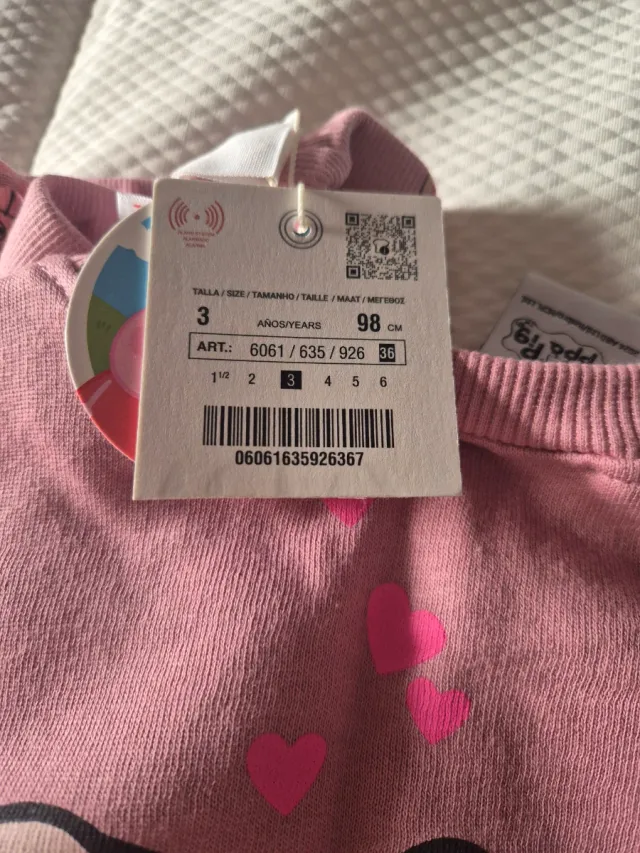 TALLA / SIZE / TAMANHO / TAILLE / MAAT / ΜΕΓΕΘΟΣ
3 AÑOS/YEARS 98 CM
ART.: 6061 / 635 / 926 36
1 1/2 2 3 4 5 6
06061635926367